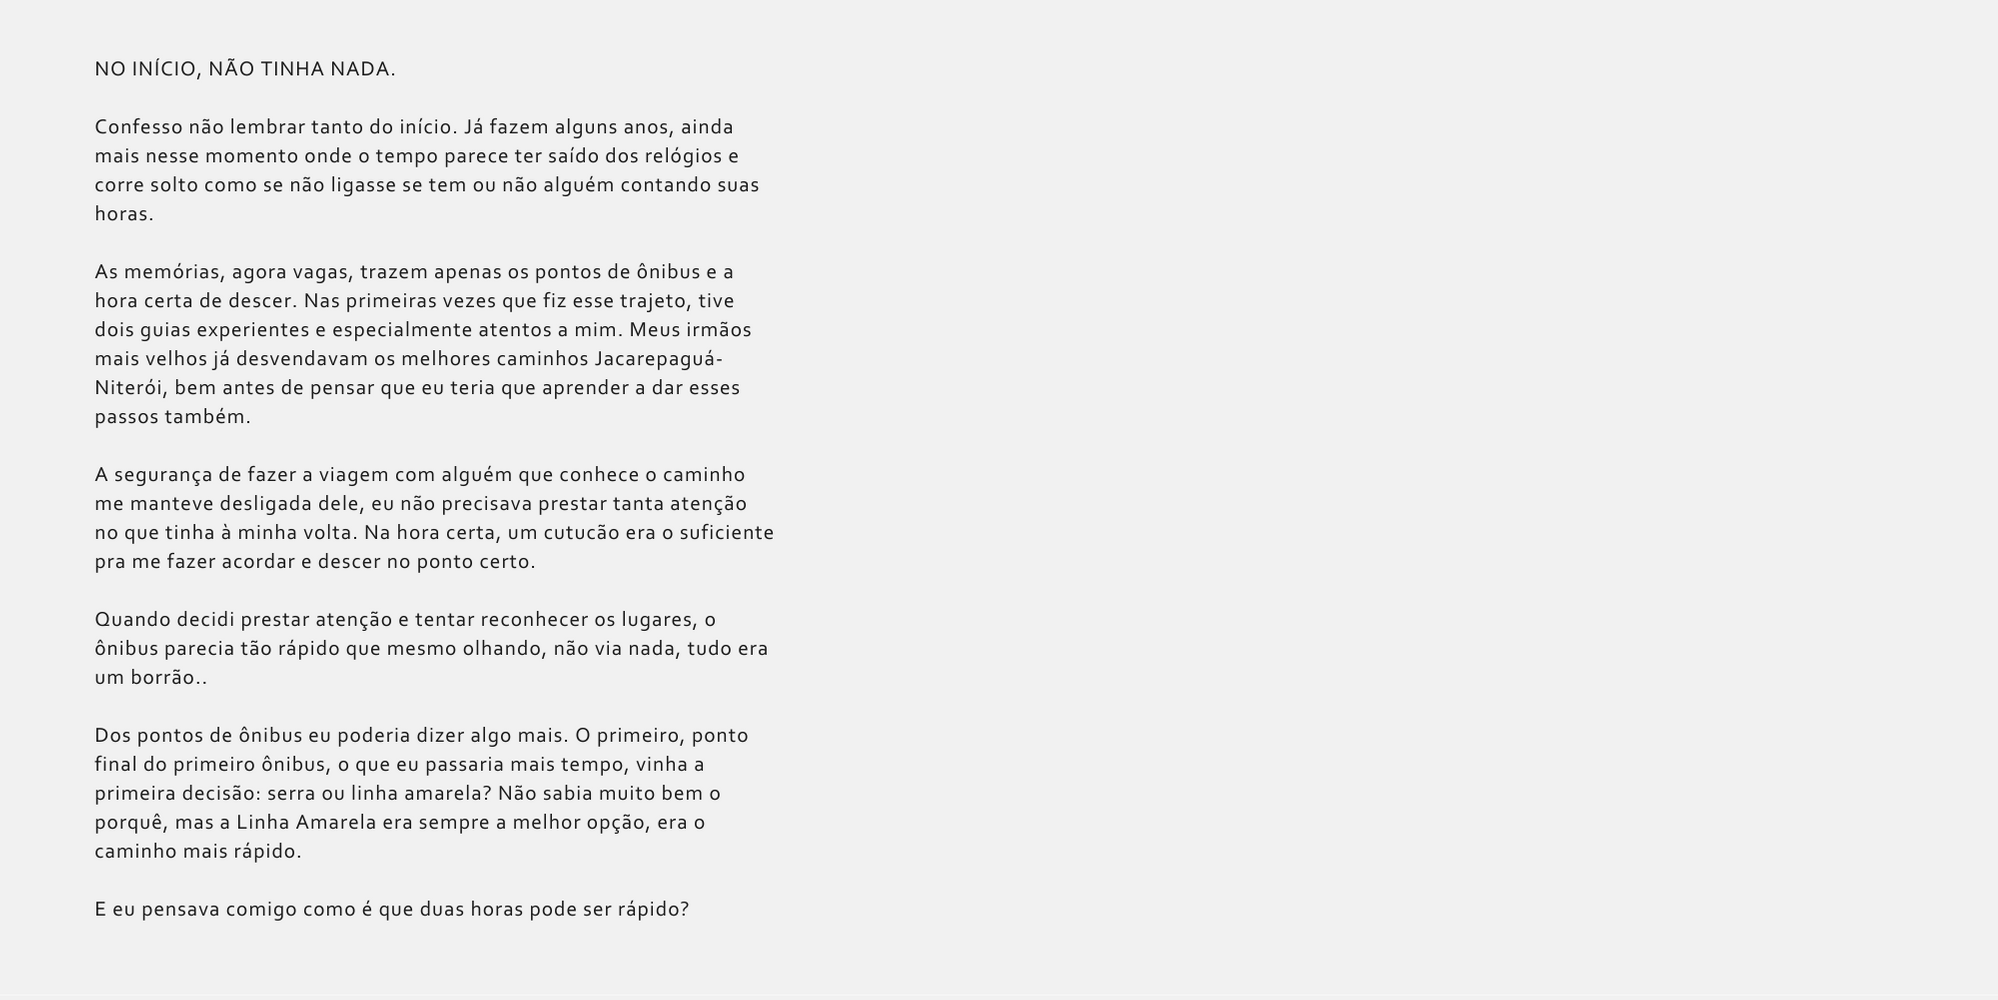 NO INÍCIO, NÃO TINHA NADA.
Confesso não lembrar tanto do início. Já fazem alguns anos, ainda
mais nesse momento onde o tempo parece ter saído dos relógios e
corre solto como se não ligasse se tem ou não alguém contando suas
horas.
As memórias, agora vagas, trazem apenas os pontos de ônibus e a
hora certa de descer. Nas primeiras vezes que fiz esse trajeto, tive
dois guias experientes e especialmente atentos a mim. Meus irmãos
mais velhos já desvendavam os melhores caminhos Jacarepaguá-
Niterói, bem antes de pensar que eu teria que aprender a dar esses
passos também.
A segurança de fazer a viagem com alguém que conhece o caminho
me manteve desligada dele, eu não precisava prestar tanta atenção
no que tinha à minha volta. Na hora certa, um cutucão era o suficiente
pra me fazer acordar e descer no ponto certo.
Quando decidi prestar atenção e tentar reconhecer os lugares, o
ônibus parecia tão rápido que mesmo olhando, não via nada, tudo era
um borrão..
Dos pontos de ônibus eu poderia dizer algo mais. O primeiro, ponto
final do primeiro ônibus, o que eu passaria mais tempo, vinha a
primeira decisão: serra ou linha amarela? Não sabia muito bem o
porquê, mas a Linha Amarela era sempre a melhor opção, era o
caminho mais rápido.
E eu pensava comigo como é que duas horas pode ser rápido?